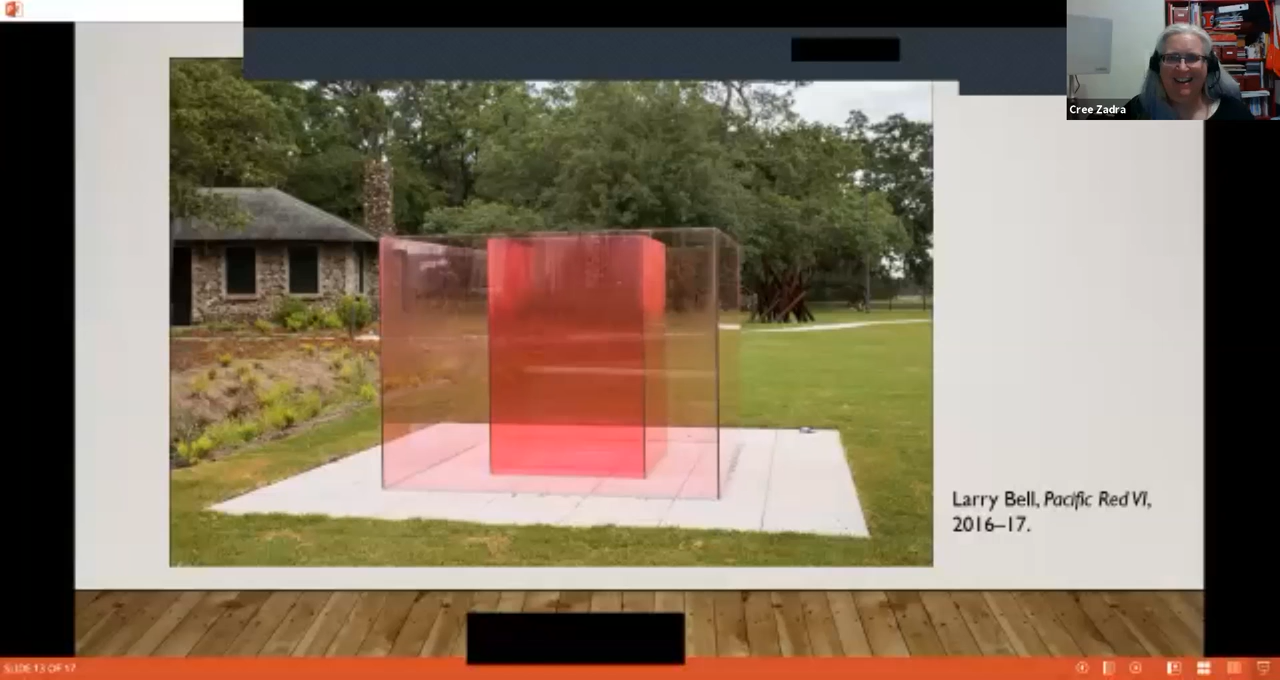 Cree Zadra
Larry Bell, Pacific Red VI,
2016–17.
SLIDE 13 OF 17